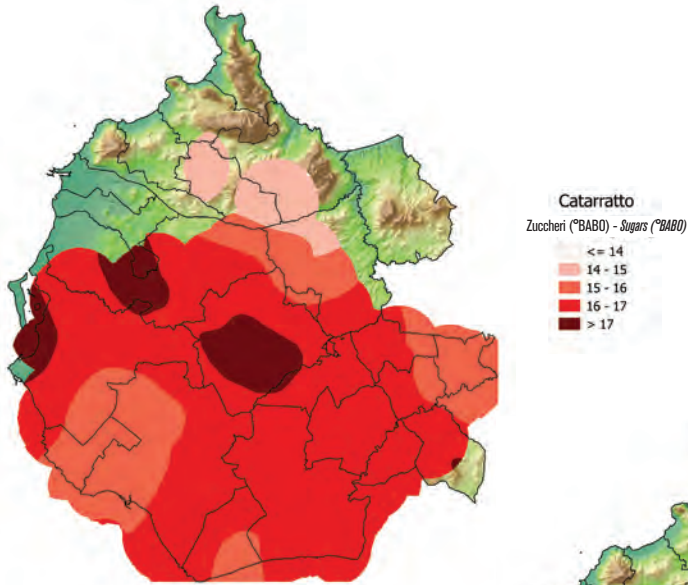 Catarratto
Zuccheri (°BABO) - Sugars (°BABO)
<= 14
14 - 15
15 - 16
16 - 17
> 17